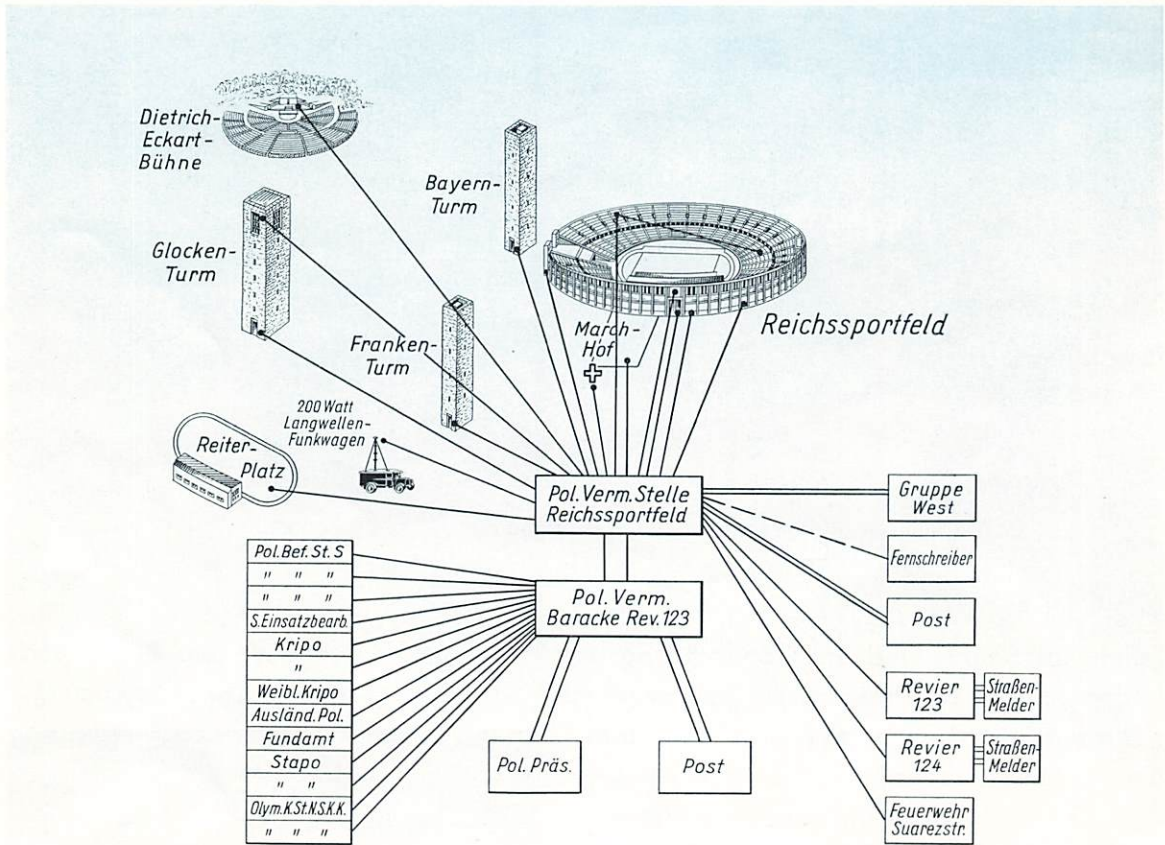 Dietrich-
Eckart-
Bühne
Bayern-
Turm
Glocken-
Turm
Franken-
Turm
March-
Hof
Reichssportfeld
200 Watt
Langwellen-
Funkwagen
Reiter-
Platz
Pol. Verm. Stelle
Reichssportfeld
Gruppe
West
Fernschreiber
Post
Pol. Verm.
Baracke Rev. 123
Pol. Bef. St. S
" " "
" " "
S. Einsatzbearb.
Kripo
"
Weibl. Kripo
Ausländ. Pol.
Fundamt
Stapo
" "
Olym. K. St. N.S.K.K.
" " "
Revier
123
Straßen-
Melder
Revier
124
Straßen-
Melder
Pol. Präs.
Post
Feuerwehr
Suarezstr.